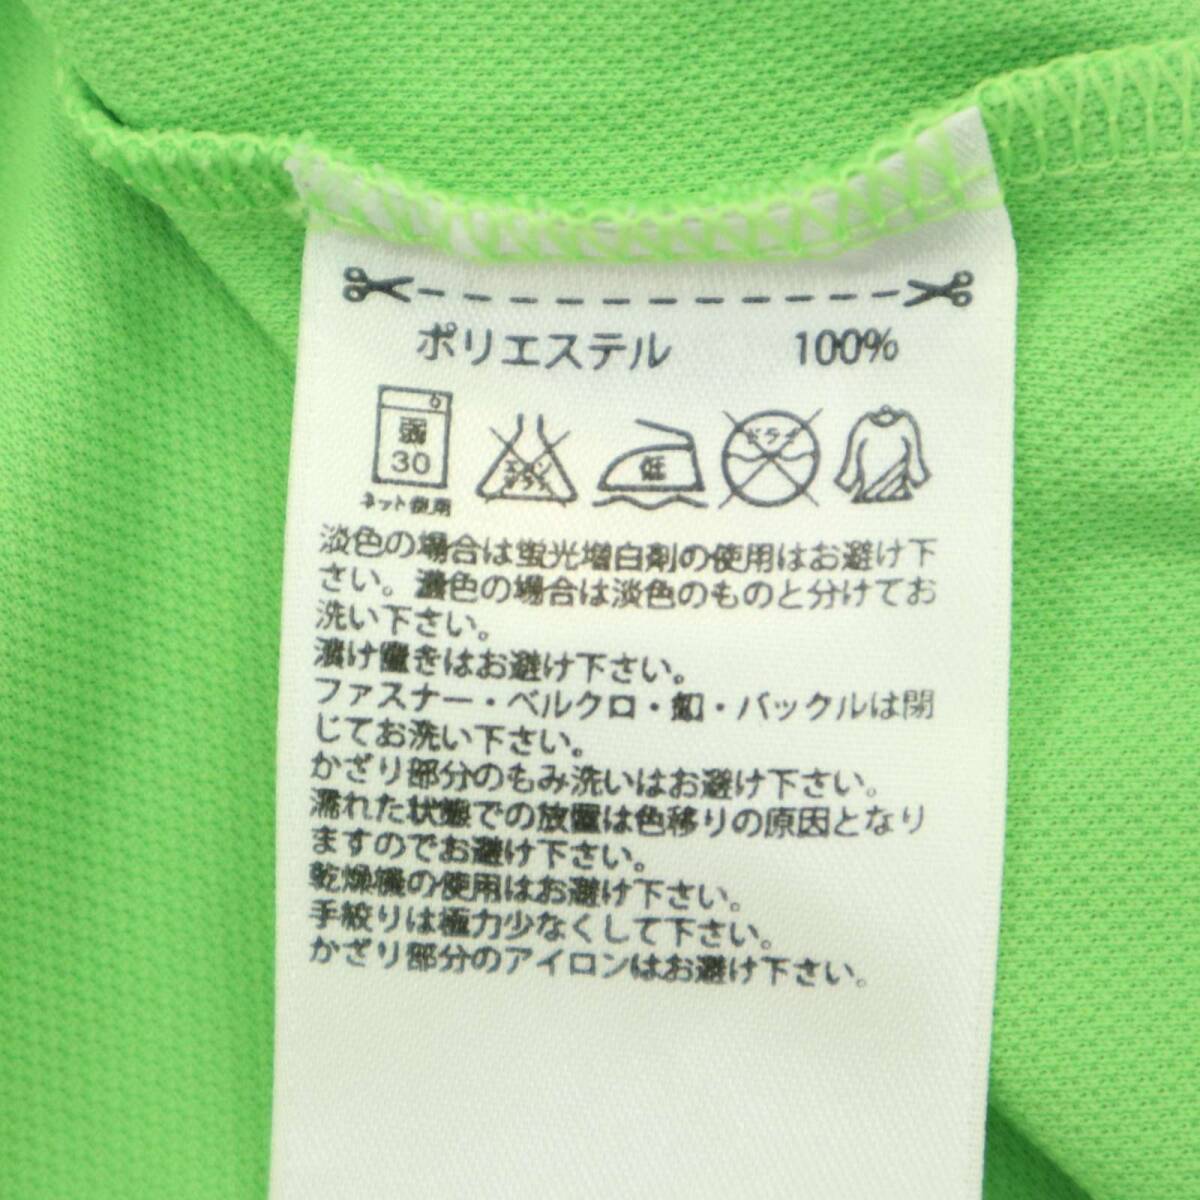 ポリエステル 100%
弱
30
ネット使用
エンソ
サラシ
低
ドライ
淡色の場合は蛍光増白剤の使用はお避け下
さい。濃色の場合は淡色のものと分けてお
洗い下さい。
漬け置きはお避け下さい。
ファスナー・ベルクロ・釦・バックルは閉
じてお洗い下さい。
かざり部分のもみ洗いはお避け下さい。
濡れた状態での放置は色移りの原因となり
ますのでお避け下さい。
乾燥機の使用はお避け下さい。
手絞りは極力少なくして下さい。
かざり部分のアイロンはお避け下さい。